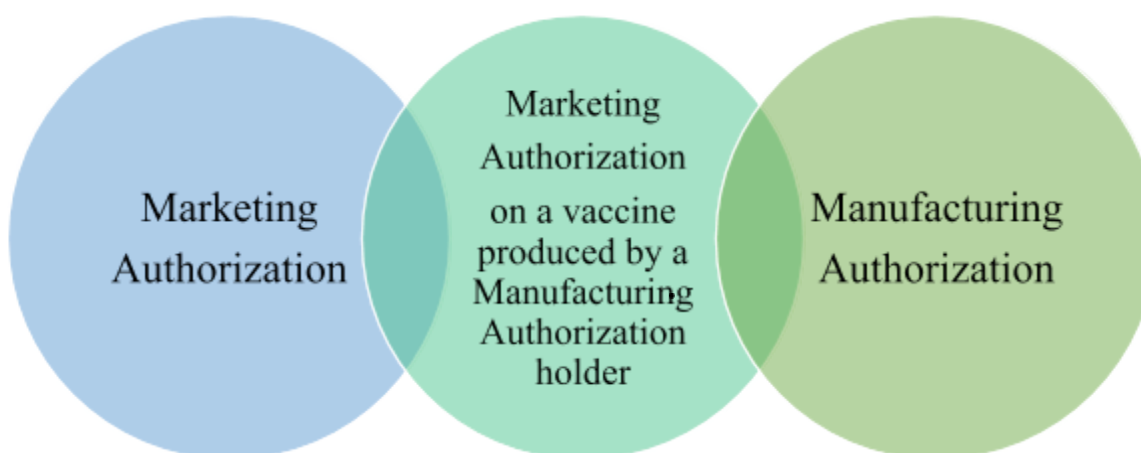 Marketing
Authorization
Marketing
Authorization
on a vaccine
produced by a
Manufacturing
Authorization
holder
Manufacturing
Authorization